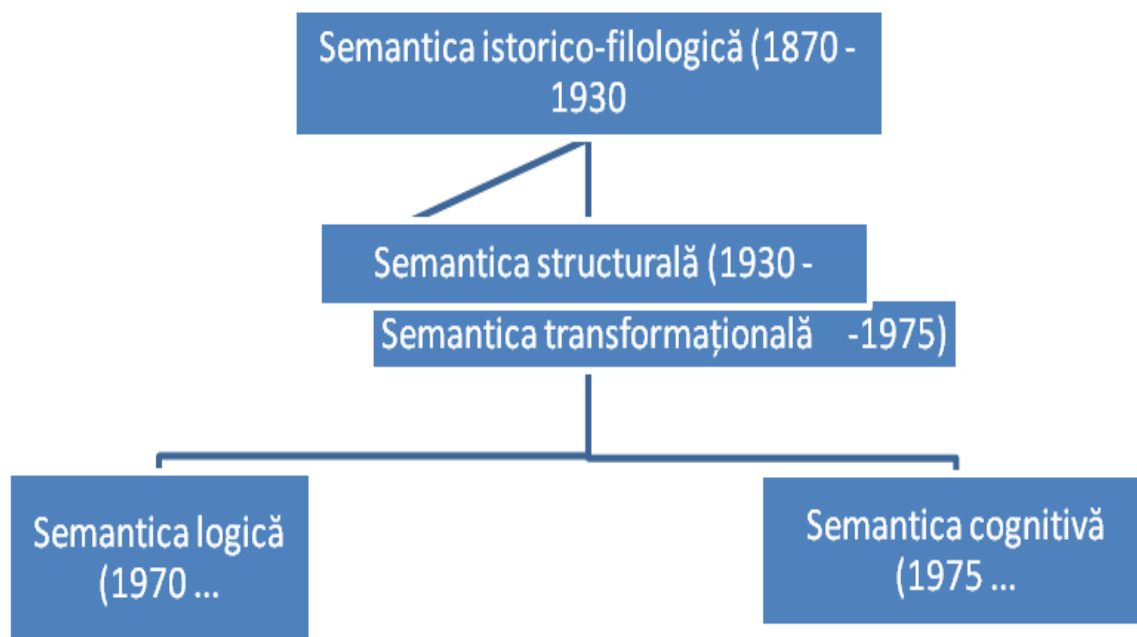 Semantica istorico-filologică (1870 -
1930
Semantica structurală (1930 -
Semantica transformațională -1975)
Semantica logică
(1970 ...
Semantica cognitivă
(1975 ...